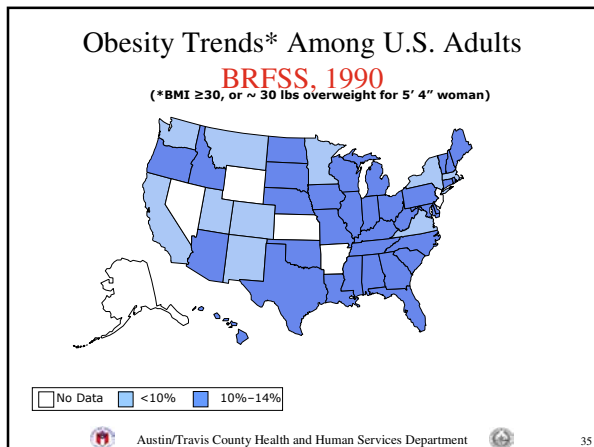 Obesity Trends* Among U.S. Adults
BRFSS, 1990
(*BMI ≥30, or ~ 30 lbs overweight for 5’ 4” woman)
No Data <10% 10%–14%
Austin/Travis County Health and Human Services Department 35